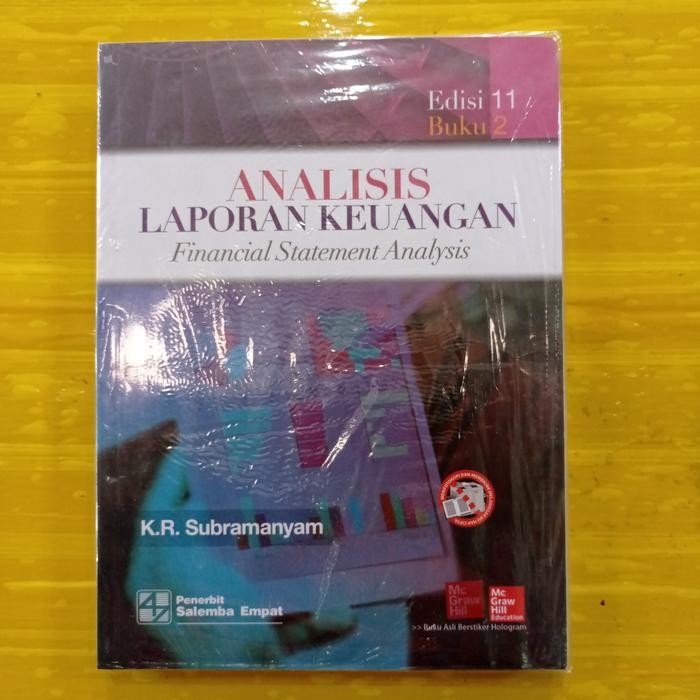 Edisi 11
Buku 2
ANALISIS
LAPORAN KEUANGAN
Financial Statement Analysis
K.R. Subramanyam
Penerbit
Salemba Empat
Mc
Graw
Hill
Mc
Graw
Hill
Education
>> Buku Asli Berstiker Hologram